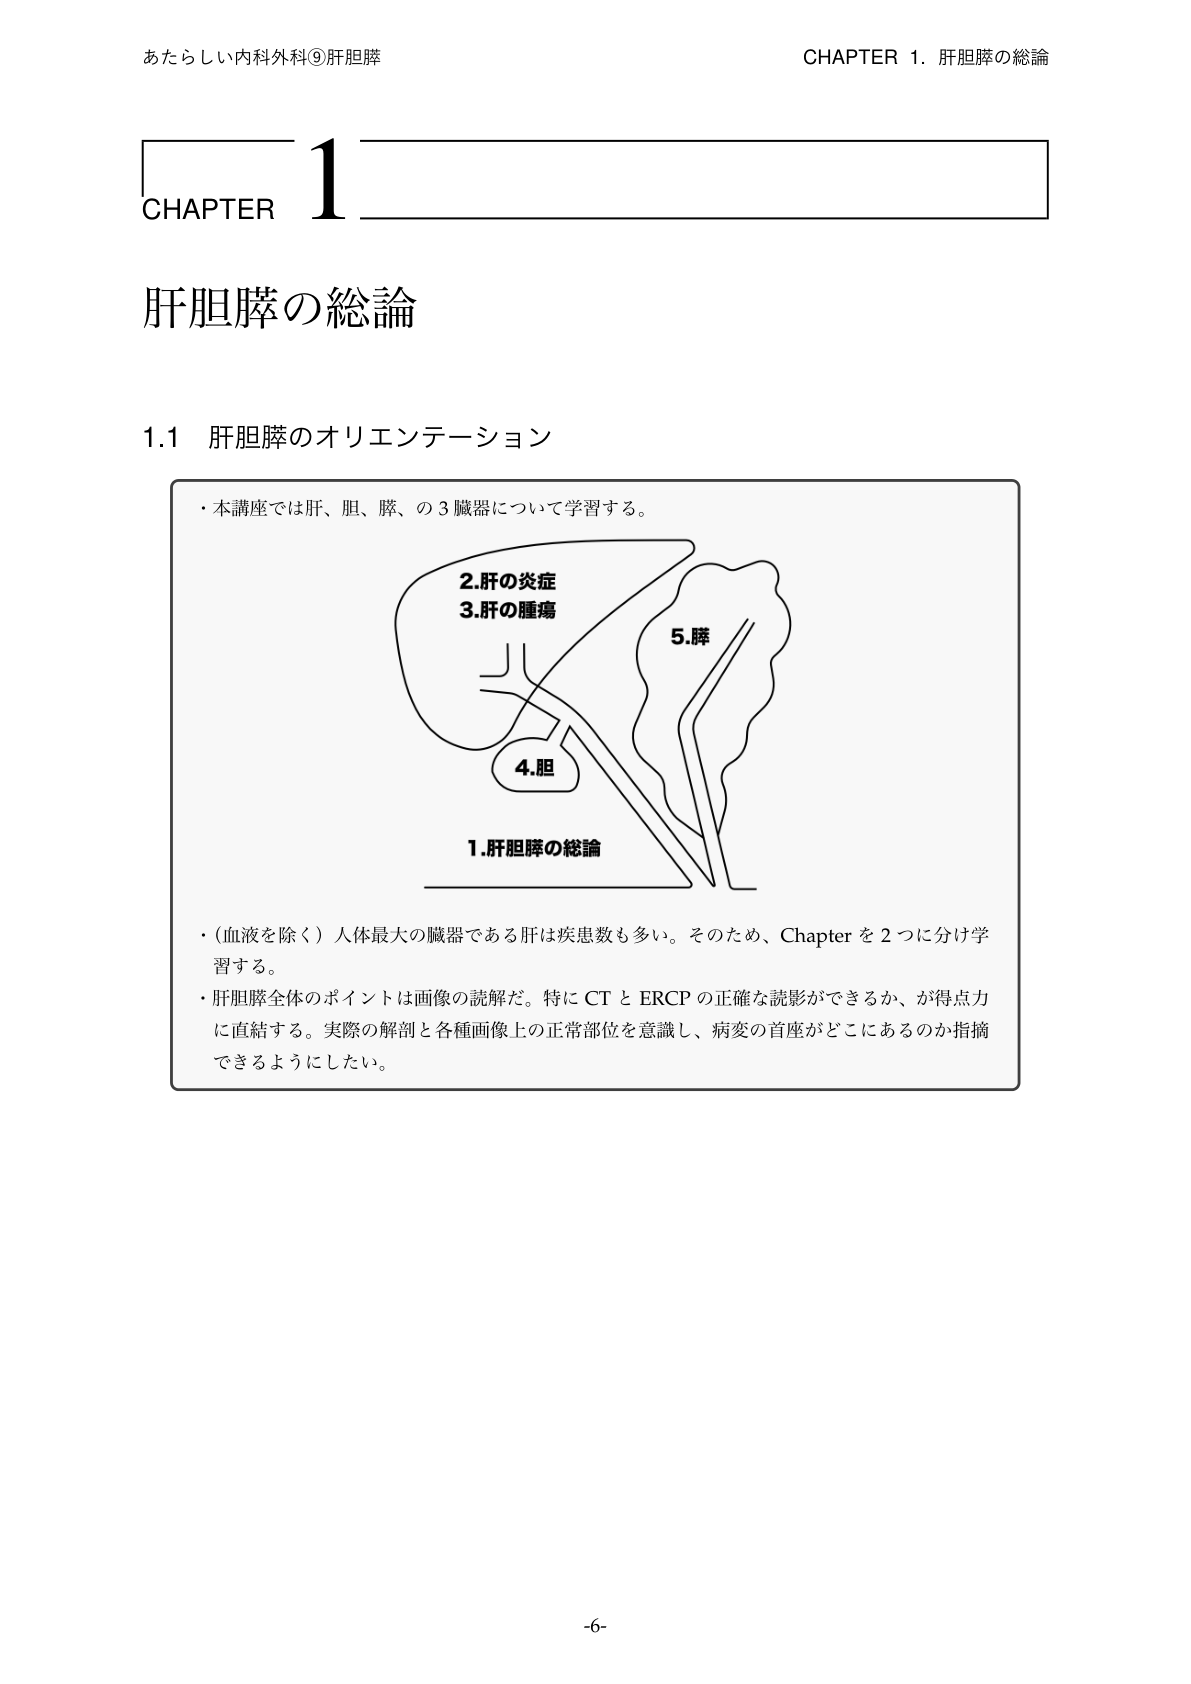 あたらしい内科外科⑨肝胆膵
CHAPTER 1. 肝胆膵の総論
CHAPTER 1
肝胆膵の総論
1.1 肝胆膵のオリエンテーション
・本講座では肝、胆、膵、の 3 臓器について学習する。
2.肝の炎症
3.肝の腫瘍
5.膵
4.胆
1.肝胆膵の総論
・（血液を除く）人体最大の臓器である肝は疾患数も多い。そのため、Chapter を 2 つに分け学
習する。
・肝胆膵全体のポイントは画像の読解だ。特に CT と ERCP の正確な読影ができるか、が得点力
に直結する。実際の解剖と各種画像上の正常部位を意識し、病変の首座がどこにあるのか指摘
できるようにしたい。
-6-